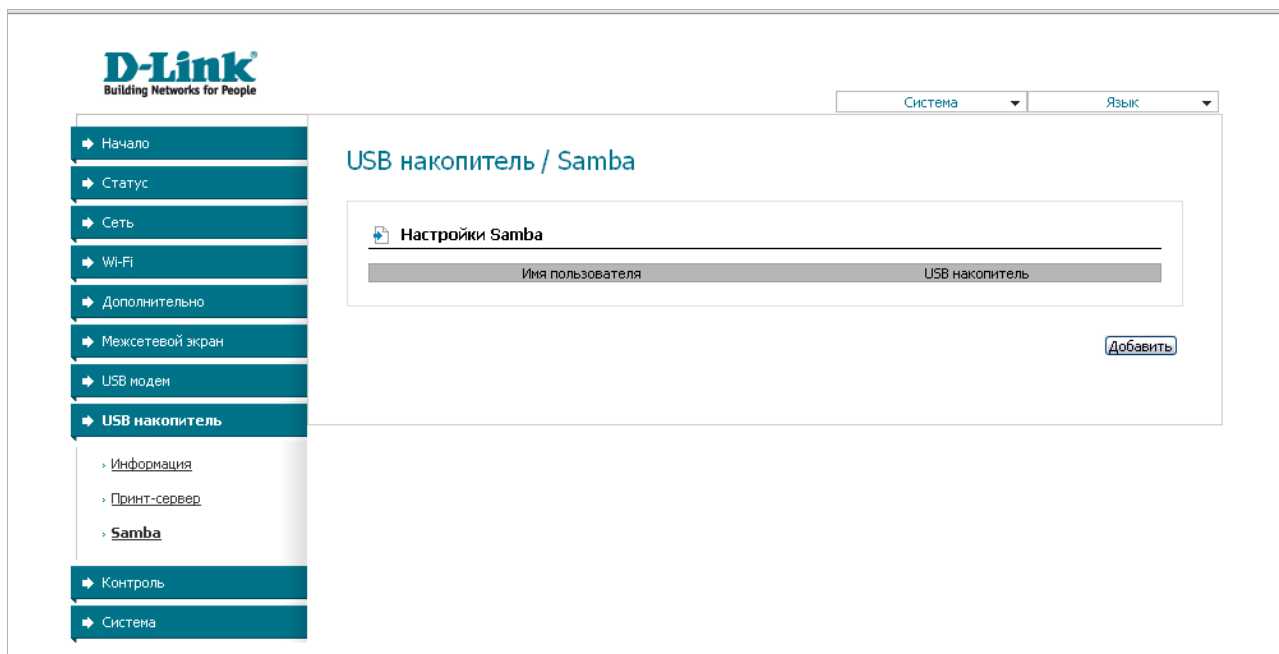 D-Link
Building Networks for People
Система Язык
Начало
Статус
Сеть
Wi-Fi
Дополнительно
Межсетевой экран
USB модем
USB накопитель
Информация
Принт-сервер
Samba
Контроль
Система
USB накопитель / Samba
Настройки Samba
Имя пользователя USB накопитель
Добавить